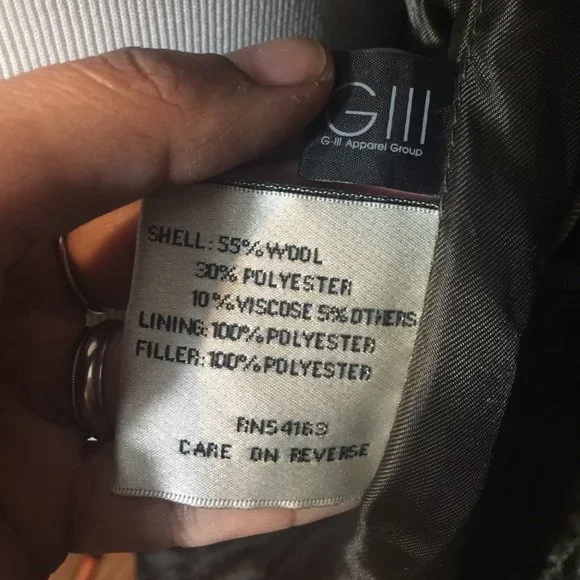 GIII
G-III Apparel Group
SHELL: 55% WOOL
30% POLYESTER
10% VISCOSE 5% OTHERS
LINING: 100% POLYESTER
FILLER: 100% POLYESTER
RN54163
CARE ON REVERSE